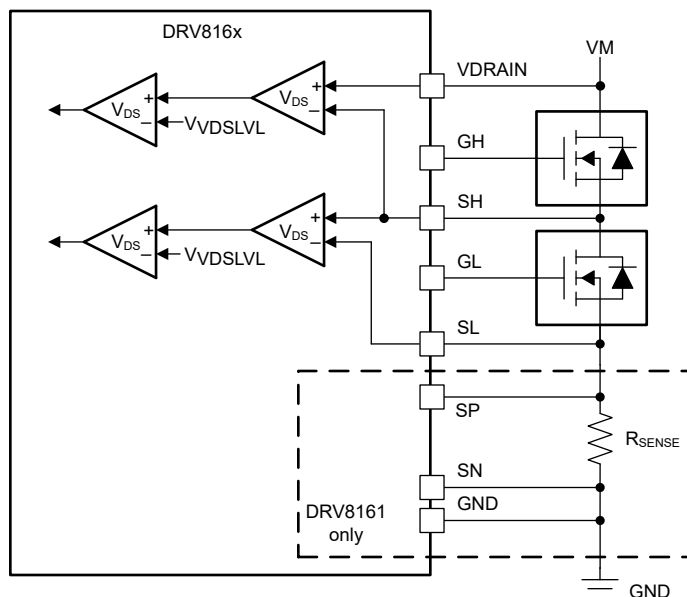 DRV816x
VM
VDRAIN
+
VDS
−
VVDSLVL
+
VDS
−
GH
SH
+
VDS
−
VVDSLVL
+
VDS
−
GL
SL
SP
RSENSE
SN
GND
DRV8161
only
GND